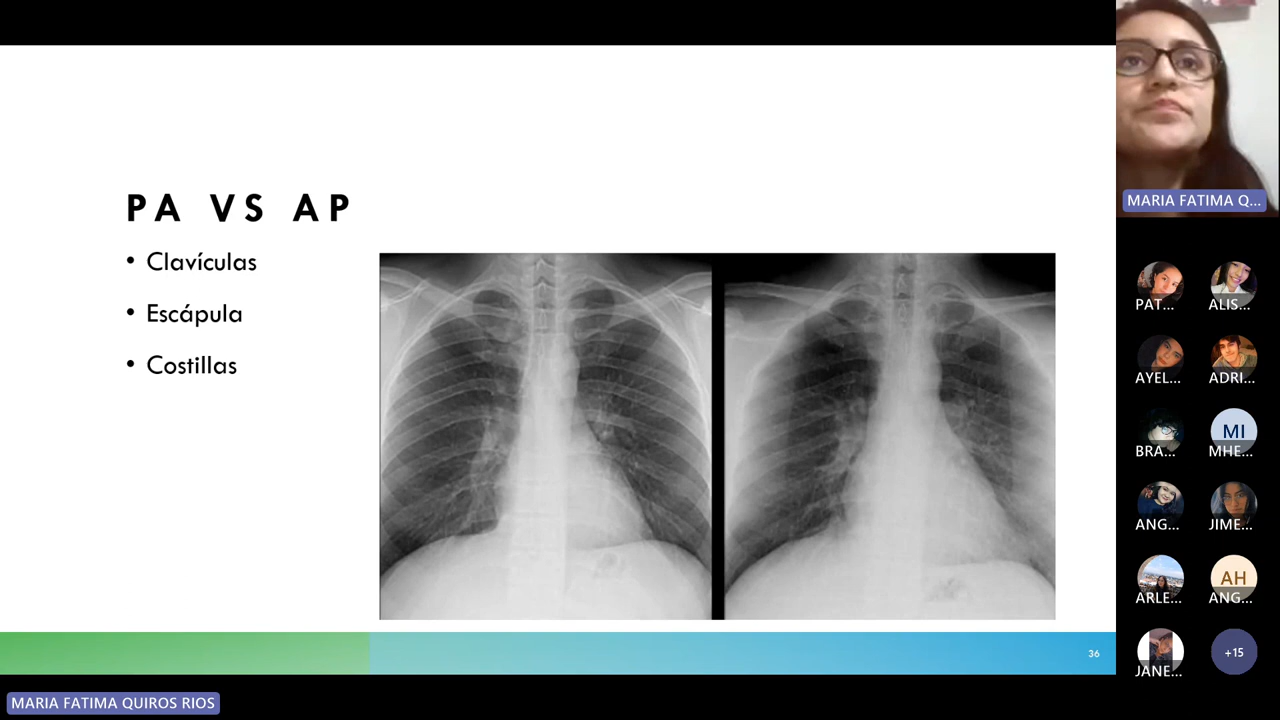 PA VS AP
• Clavículas
• Escápula
• Costillas
36
MARIA FATIMA QUIROS RIOS
MARIA FATIMA Q...
PAT... ALIS...
AYEL... ADRI...
MI
BRA... MHE...
ANG... JIME...
AH
ARLE... ANG...
+15
JANE...